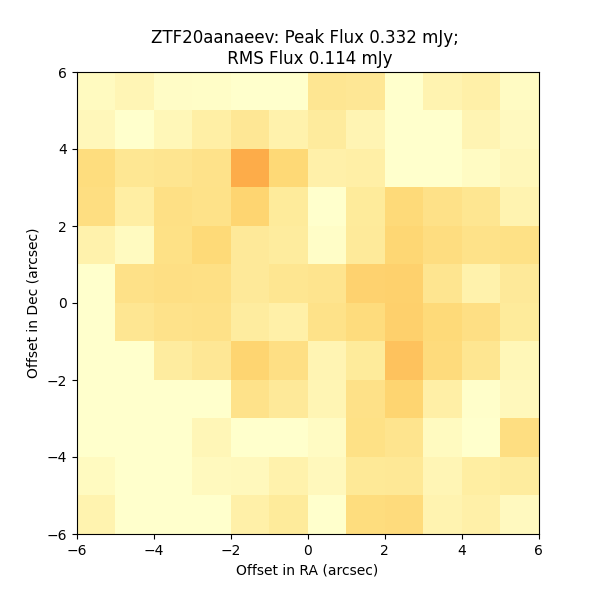 ZTF20aanaeev: Peak Flux 0.332 mJy;
RMS Flux 0.114 mJy
6
4
2
0
−2
−4
−6
Offset in Dec (arcsec)
−6 −4 −2 0 2 4 6
Offset in RA (arcsec)